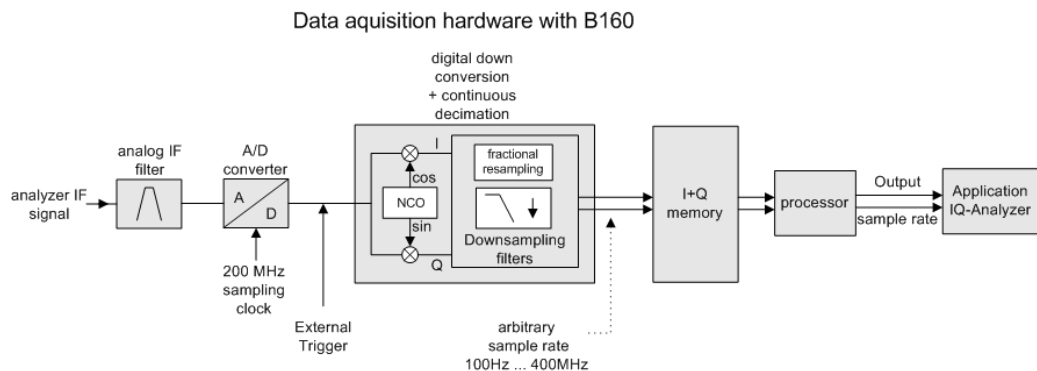 Data aquisition hardware with B160
digital down
conversion
+ continuous
decimation
analog IF
filter
A/D
converter
analyzer IF
signal
A
D
200 MHz
sampling
clock
External
Trigger
I
cos
NCO
sin
Q
fractional
resampling
Downsampling
filters
arbitrary
sample rate
100Hz ... 400MHz
I+Q
memory
processor
Output
sample rate
Application
IQ-Analyzer